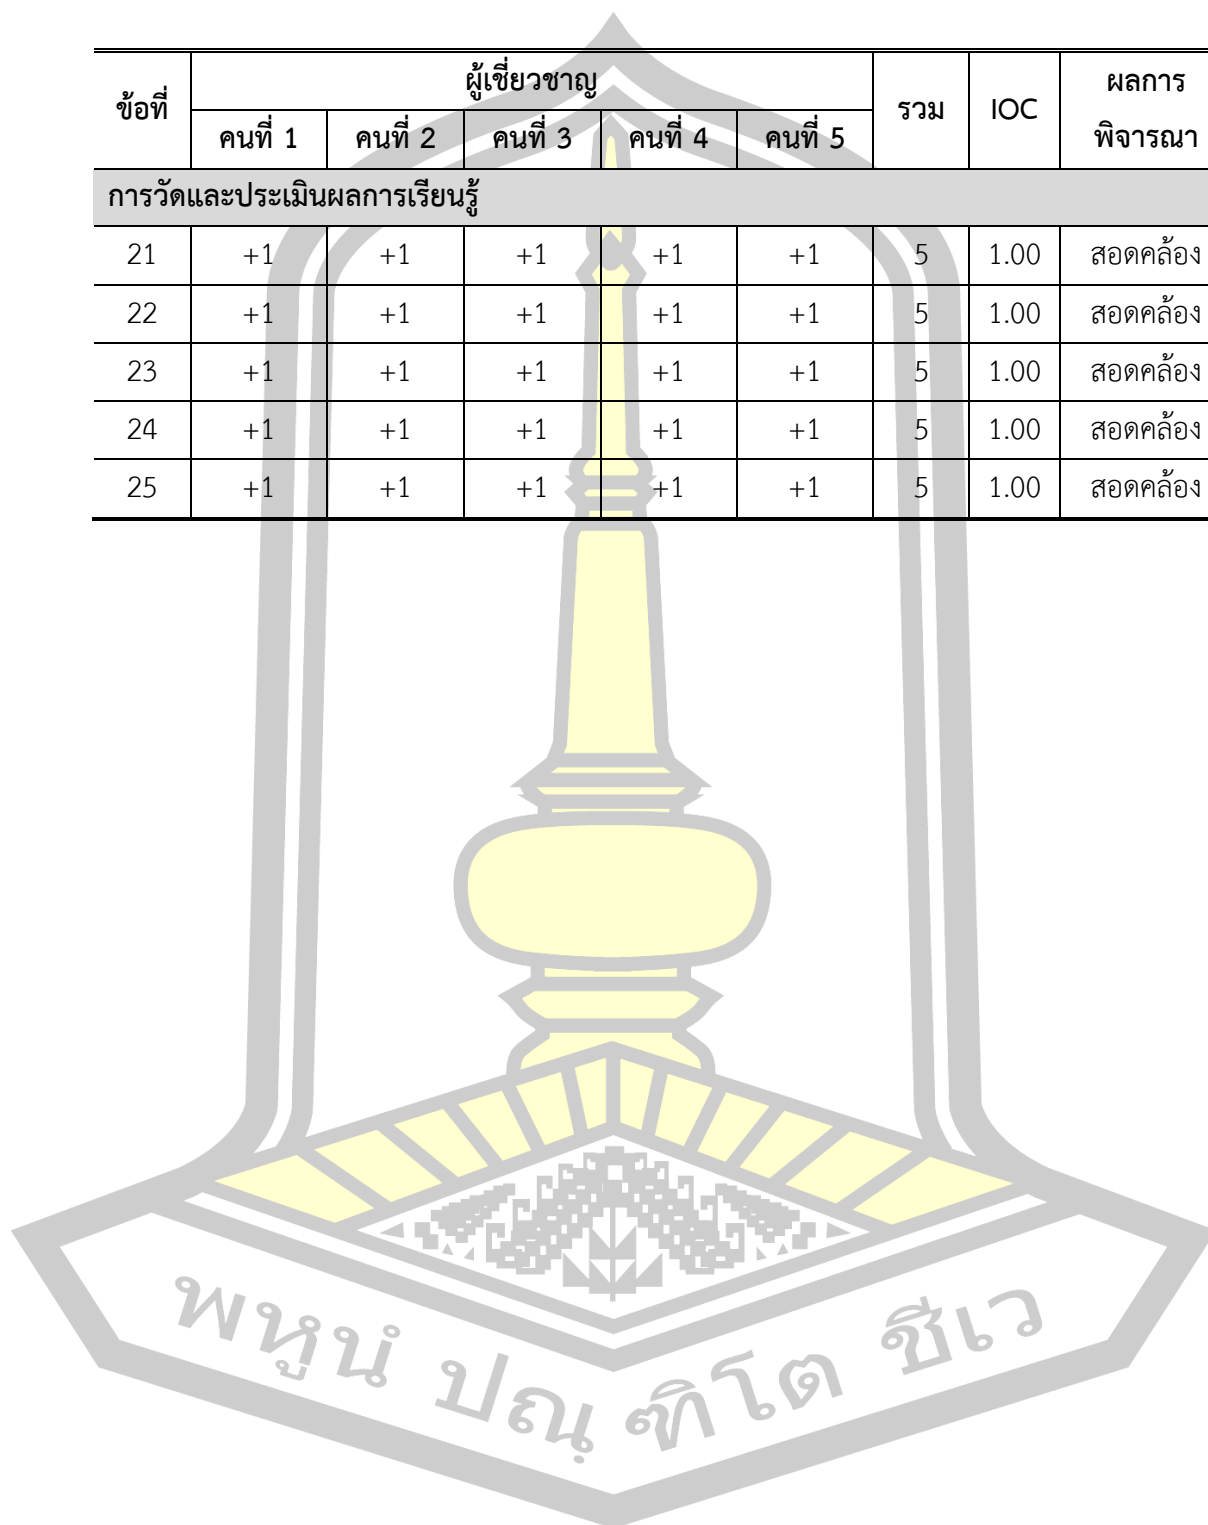 ข้อที่ ผู้เชี่ยวชาญ รวม IOC ผลการพิจารณา
คนที่ 1 คนที่ 2 คนที่ 3 คนที่ 4 คนที่ 5
การวัดและประเมินผลการเรียนรู้
21 +1 +1 +1 +1 +1 5 1.00 สอดคล้อง
22 +1 +1 +1 +1 +1 5 1.00 สอดคล้อง
23 +1 +1 +1 +1 +1 5 1.00 สอดคล้อง
24 +1 +1 +1 +1 +1 5 1.00 สอดคล้อง
25 +1 +1 +1 +1 +1 5 1.00 สอดคล้อง
พหูนํ ปณฺ ฑิโต ชีเว